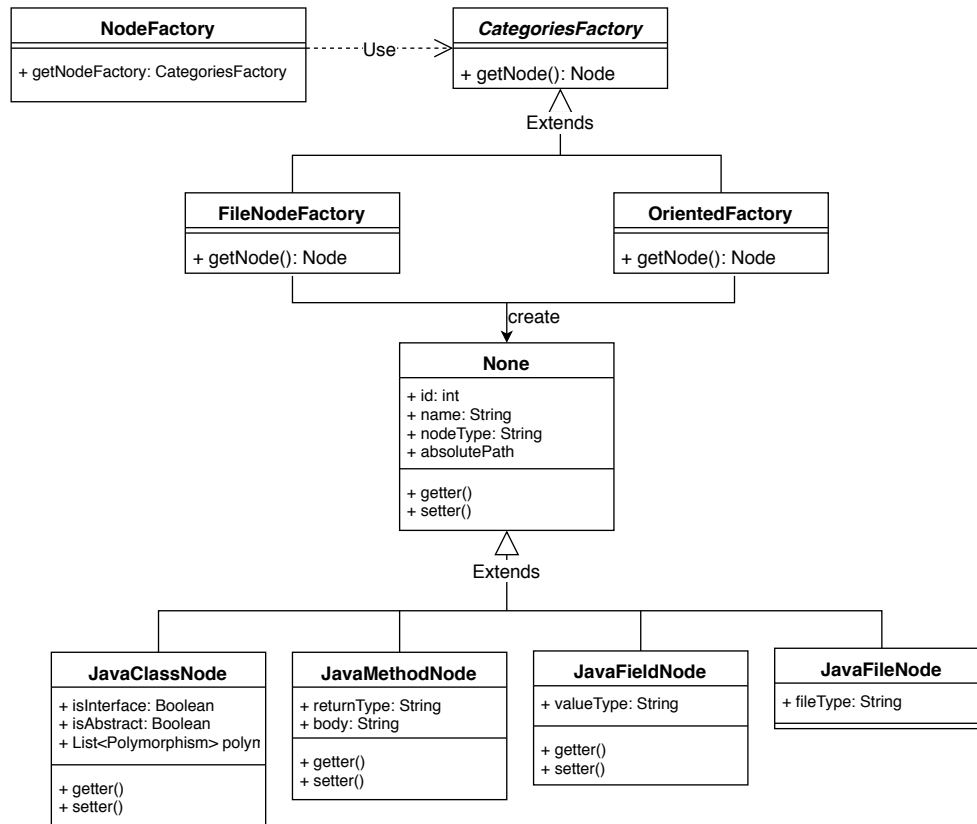 NodeFactory
+ getNodeFactory: CategoriesFactory
Use
CategoriesFactory
+ getNode(): Node
Extends
FileNodeFactory
+ getNode(): Node
OrientedFactory
+ getNode(): Node
create
None
+ id: int
+ name: String
+ nodeType: String
+ absolutePath
+ getter()
+ setter()
Extends
JavaClassNode
+ isInterface: Boolean
+ isAbstract: Boolean
+ List<Polymorphism> polym
+ getter()
+ setter()
JavaMethodNode
+ returnType: String
+ body: String
+ getter()
+ setter()
JavaFieldNode
+ valueType: String
+ getter()
+ setter()
JavaFileNode
+ fileType: String